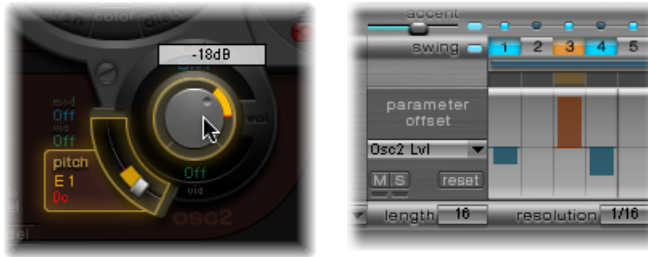 color
-18dB
mod
Off
via
Off
vol
pitch
E 1
0c
Off
via
osc2
accent
swing 1 2 3 4 5
parameter
offset
Osc2 Lvl
M S reset
length 16 resolution 1/16